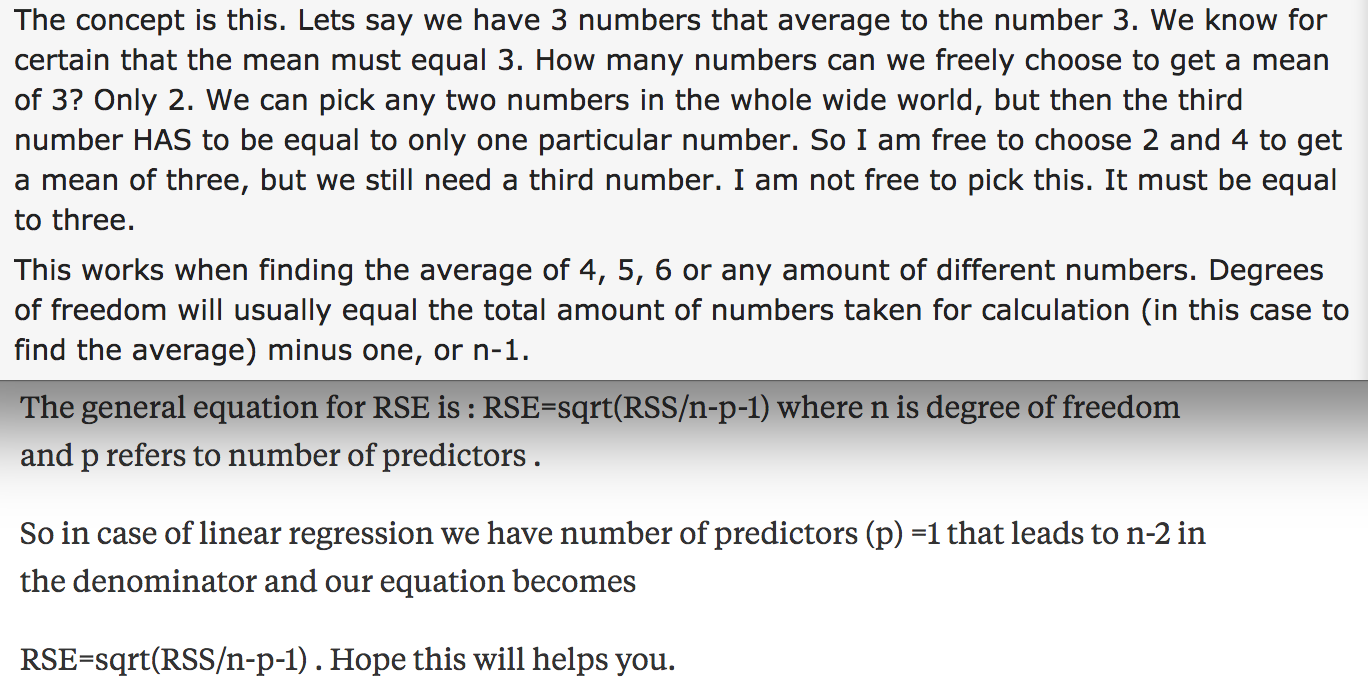 The concept is this. Lets say we have 3 numbers that average to the number 3. We know for
certain that the mean must equal 3. How many numbers can we freely choose to get a mean
of 3? Only 2. We can pick any two numbers in the whole wide world, but then the third
number HAS to be equal to only one particular number. So I am free to choose 2 and 4 to get
a mean of three, but we still need a third number. I am not free to pick this. It must be equal
to three.
This works when finding the average of 4, 5, 6 or any amount of different numbers. Degrees
of freedom will usually equal the total amount of numbers taken for calculation (in this case to
find the average) minus one, or n-1.
The general equation for RSE is : RSE=sqrt(RSS/n-p-1) where n is degree of freedom
and p refers to number of predictors .
So in case of linear regression we have number of predictors (p) =1 that leads to n-2 in
the denominator and our equation becomes
RSE=sqrt(RSS/n-p-1) . Hope this will helps you.